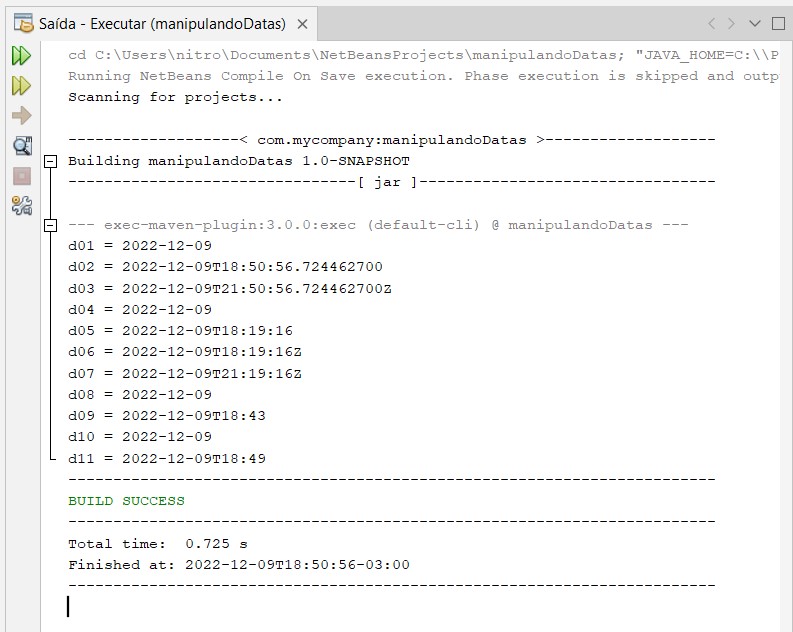 Saída - Executar (manipulandoDatas)
cd C:\Users\nitro\Documents\NetBeansProjects\manipulandoDatas; "JAVA_HOME=C:\\P
Running NetBeans Compile On Save execution. Phase execution is skipped and outp
Scanning for projects...
-------------------< com.mycompany:manipulandoDatas >-------------------
Building manipulandoDatas 1.0-SNAPSHOT
--------------------------------[ jar ]---------------------------------
--- exec-maven-plugin:3.0.0:exec (default-cli) @ manipulandoDatas ---
d01 = 2022-12-09
d02 = 2022-12-09T18:50:56.724462700
d03 = 2022-12-09T21:50:56.724462700Z
d04 = 2022-12-09
d05 = 2022-12-09T18:19:16
d06 = 2022-12-09T18:19:16Z
d07 = 2022-12-09T21:19:16Z
d08 = 2022-12-09
d09 = 2022-12-09T18:43
d10 = 2022-12-09
d11 = 2022-12-09T18:49
------------------------------------------------------------------------
BUILD SUCCESS
------------------------------------------------------------------------
Total time:  0.725 s
Finished at: 2022-12-09T18:50:56-03:00
------------------------------------------------------------------------